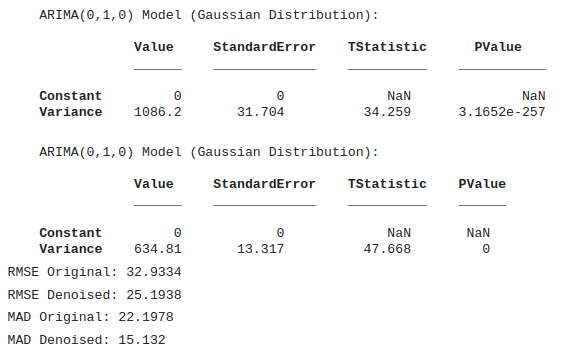 ARIMA(0,1,0) Model (Gaussian Distribution):
Value StandardError TStatistic PValue
Constant 0 0 NaN NaN
Variance 1086.2 31.704 34.259 3.1652e-257
ARIMA(0,1,0) Model (Gaussian Distribution):
Value StandardError TStatistic PValue
Constant 0 0 NaN NaN
Variance 634.81 13.317 47.668 0
RMSE Original: 32.9334
RMSE Denoised: 25.1938
MAD Original: 22.1978
MAD Denoised: 15.132